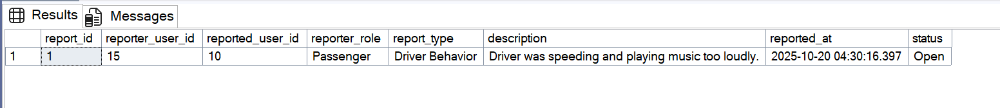 Results Messages
report_id reporter_user_id reported_user_id reporter_role report_type description reported_at status
1 1 15 10 Passenger Driver Behavior Driver was speeding and playing music too loudly. 2025-10-20 04:30:16.397 Open